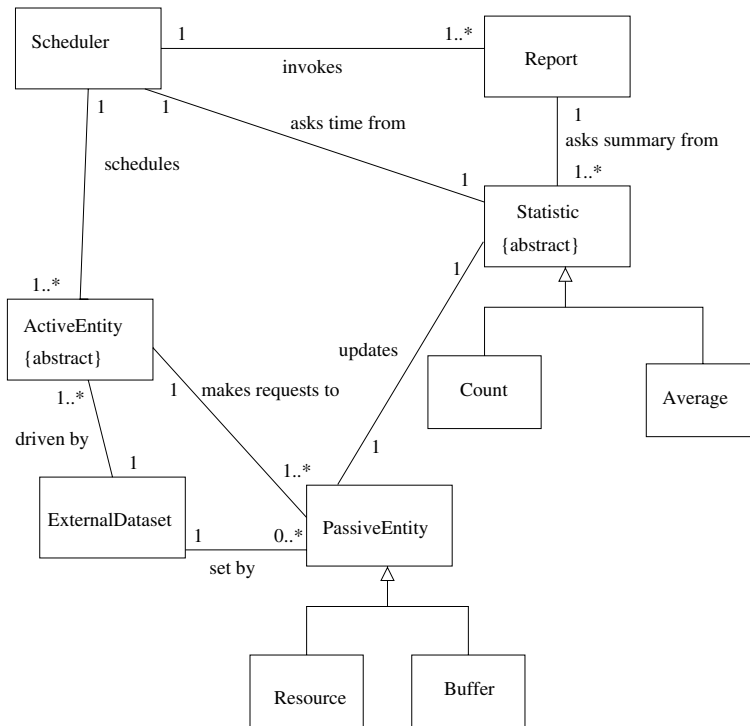 Scheduler
1
1..*
Report
invokes
1
1
1
asks time from
asks summary from
schedules
1
1..*
Statistic
{abstract}
1
1..*
ActiveEntity
{abstract}
updates
Count
Average
1
makes requests to
1..*
driven by
1
1
1..*
ExternalDataset
PassiveEntity
1
0..*
set by
Resource
Buffer